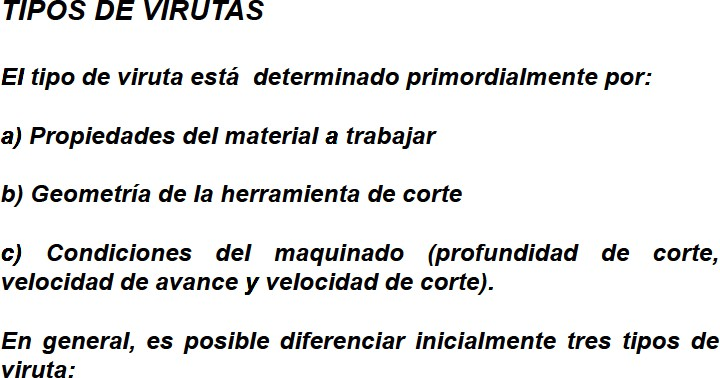 TIPOS DE VIRUTAS
El tipo de viruta está determinado primordialmente por:
a) Propiedades del material a trabajar
b) Geometría de la herramienta de corte
c) Condiciones del maquinado (profundidad de corte,
velocidad de avance y velocidad de corte).
En general, es posible diferenciar inicialmente tres tipos de
viruta: